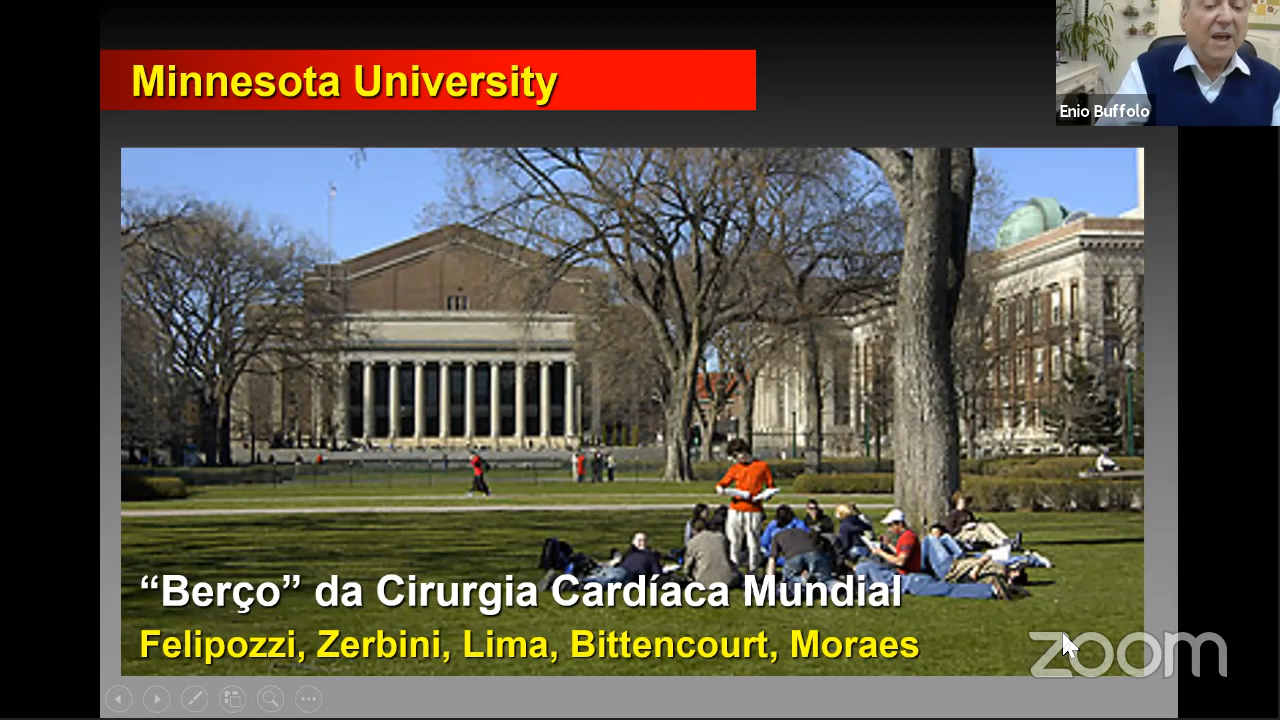 Minnesota University
Enio Buffolo
“Berço” da Cirurgia Cardíaca Mundial
Felipozzi, Zerbini, Lima, Bittencourt, Moraes
zoom